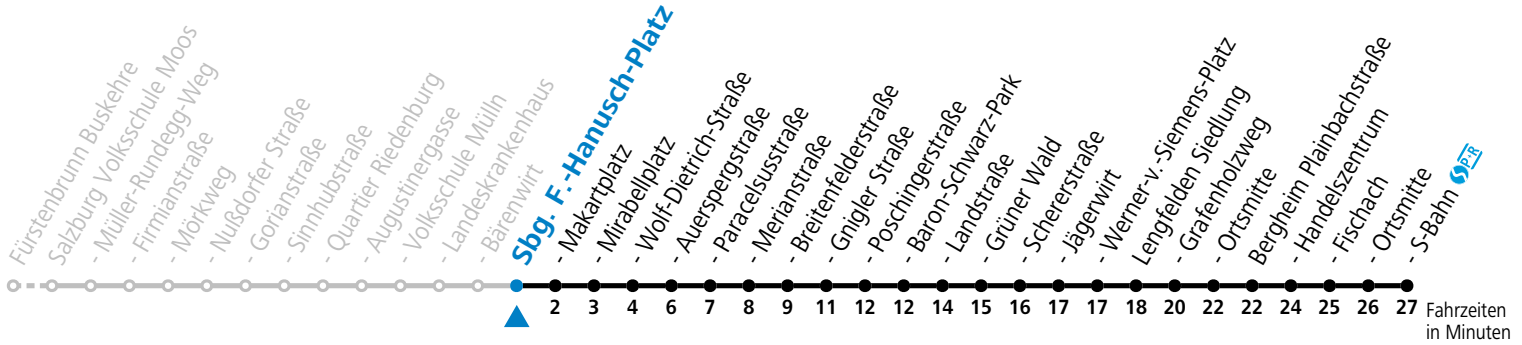 Fürstenbrunn Buskehre
Salzburg Volksschule Moos
- Müller-Rundegg-Weg
- Firmianstraße
- Mörkweg
- Nußdorfer Straße
- Gorianstraße
- Sinnhubstraße
- Quartier Riedenburg
- Augustinergasse
- Volksschule Mülln
- Landeskrankenhaus
- Bärenwirt
Sbg. F.-Hanusch-Platz
- Makartplatz
- Mirabellplatz
- Wolf-Dietrich-Straße
- Auerspergstraße
- Paracelsusstraße
- Merianstraße
- Breitenfelderstraße
- Gnigler Straße
- Poschingerstraße
- Baron-Schwarz-Park
- Landstraße
- Grüner Wald
- Schererstraße
- Jägerwirt
- Werner-v.-Siemens-Platz
Lengfelden Siedlung
- Grafenholzweg
- Ortsmitte
Bergheim Plainbachstraße
- Handelszentrum
- Fischach
- Ortsmitte
- S-Bahn S P+R
2 3 4 6 7 8 9 11 12 12 14 15 16 17 17 18 20 22 22 24 25 26 27 Fahrzeiten
in Minuten